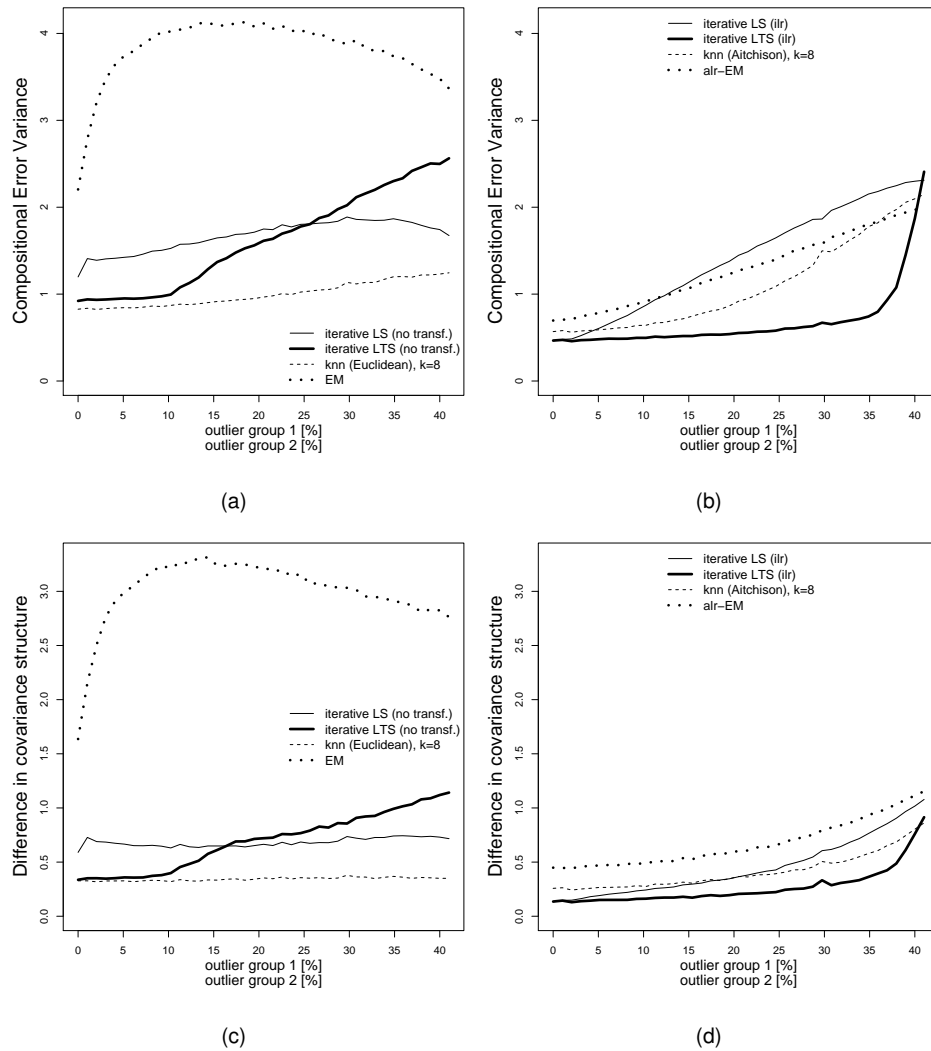 Compositional Error Variance
4
3
2
1
0
iterative LS (no transf.)
iterative LTS (no transf.)
knn (Euclidean), k=8
EM
0 5 10 15 20 25 30 35 40
outlier group 1 [%]
outlier group 2 [%]
(a)
Compositional Error Variance
4
3
2
1
0
iterative LS (ilr)
iterative LTS (ilr)
knn (Aitchison), k=8
alr−EM
0 5 10 15 20 25 30 35 40
outlier group 1 [%]
outlier group 2 [%]
(b)
Difference in covariance structure
3.0
2.5
2.0
1.5
1.0
0.5
0.0
iterative LS (no transf.)
iterative LTS (no transf.)
knn (Euclidean), k=8
EM
0 5 10 15 20 25 30 35 40
outlier group 1 [%]
outlier group 2 [%]
(c)
Difference in covariance structure
3.0
2.5
2.0
1.5
1.0
0.5
0.0
iterative LS (ilr)
iterative LTS (ilr)
knn (Aitchison), k=8
alr−EM
0 5 10 15 20 25 30 35 40
outlier group 1 [%]
outlier group 2 [%]
(d)